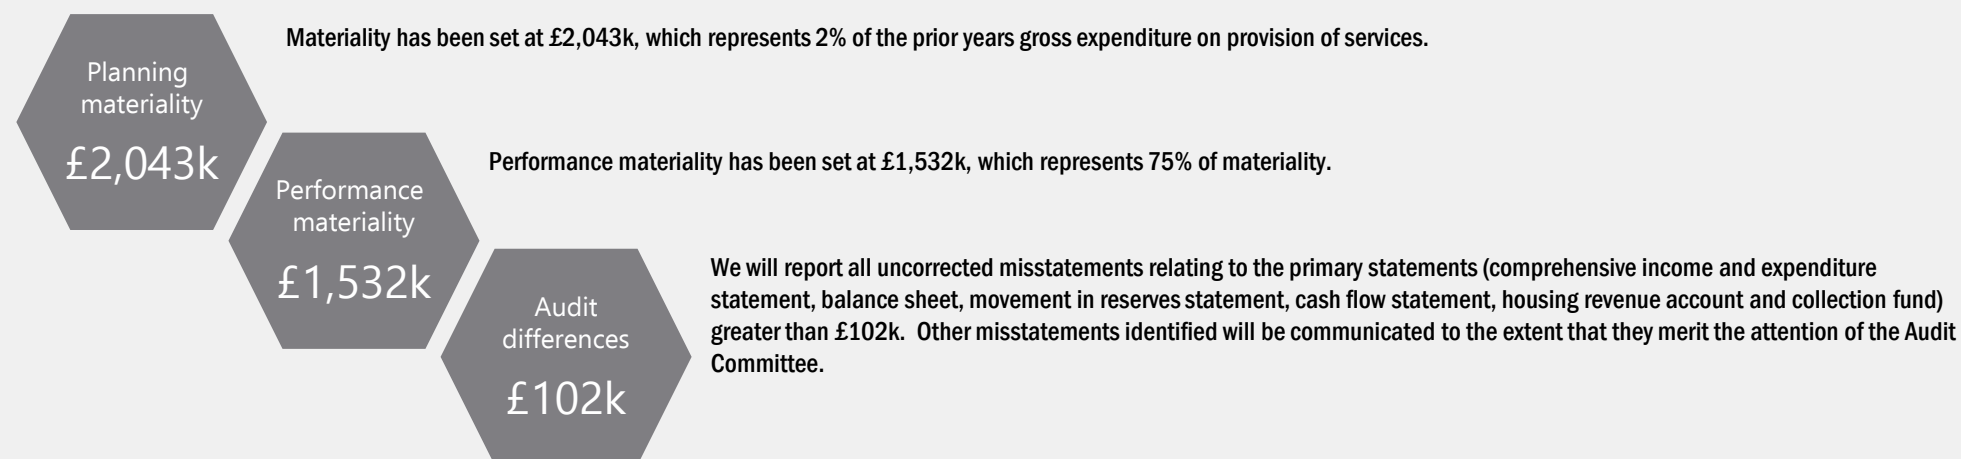 Materiality has been set at £2,043k, which represents 2% of the prior years gross expenditure on provision of services.
Planning
materiality
£2,043k
Performance materiality has been set at £1,532k, which represents 75% of materiality.
Performance
materiality
£1,532k
We will report all uncorrected misstatements relating to the primary statements (comprehensive income and expenditure
statement, balance sheet, movement in reserves statement, cash flow statement, housing revenue account and collection fund)
greater than £102k.  Other misstatements identified will be communicated to the extent that they merit the attention of the Audit
Committee.
Audit
differences
£102k